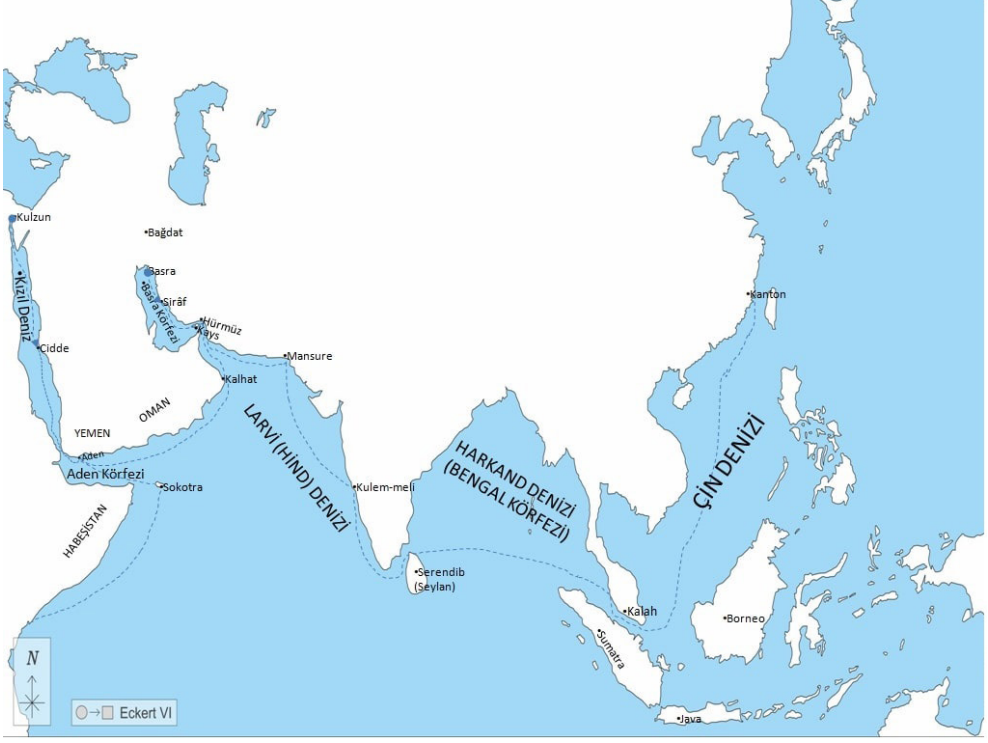 Kulzun
Bağdat
Basra
Kızıl Deniz
Basra Körfezi
Sirâf
Kanton
Hürmüz
Kays
Cidde
Mansure
Kalhat
OMAN
YEMEN
Aden
Aden Körfezi
Sokotra
HABEŞİSTAN
LARVİ (HİND) DENİZİ
Kulem-meli
HARKAND DENİZİ
(BENGAL KÖRFEZİ)
ÇİN DENİZİ
Serendib
(Seylan)
Kalah
Borneo
Sumatra
Java
N
Eckert VI